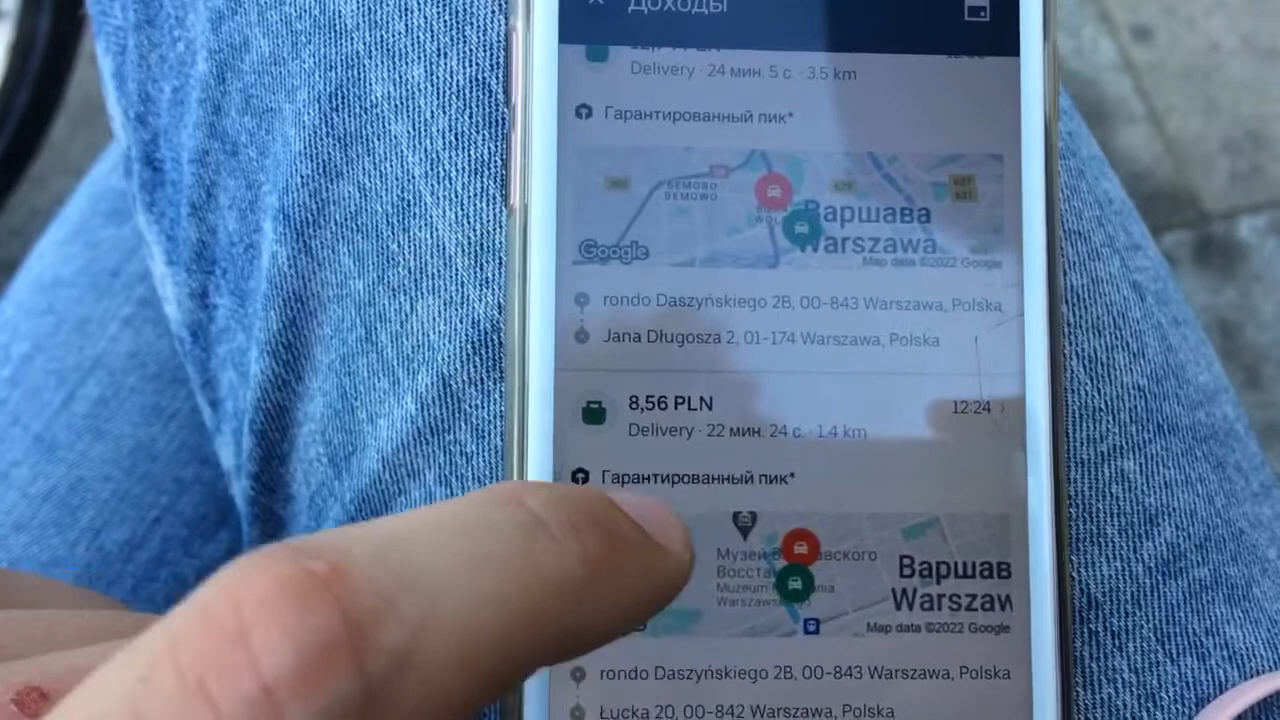 Доходы
Delivery · 24 мин. 5 с. · 3.5 km
Гарантированный пик*
БЕМОВО
BEMOWO
Варшава
Warszawa
Google
Map data ©2022 Google
rondo Daszyńskiego 2B, 00-843 Warszawa, Polska
Jana Długosza 2, 01-174 Warszawa, Polska
8,56 PLN
12:24
Delivery · 22 мин. 24 с. · 1.4 km
Гарантированный пик*
Музей
Muzeum
Варшав
Warszaw
Map data ©2022 Google
rondo Daszyńskiego 2B, 00-843 Warszawa, Polska
Łucka 20, 00-842 Warszawa, Polska